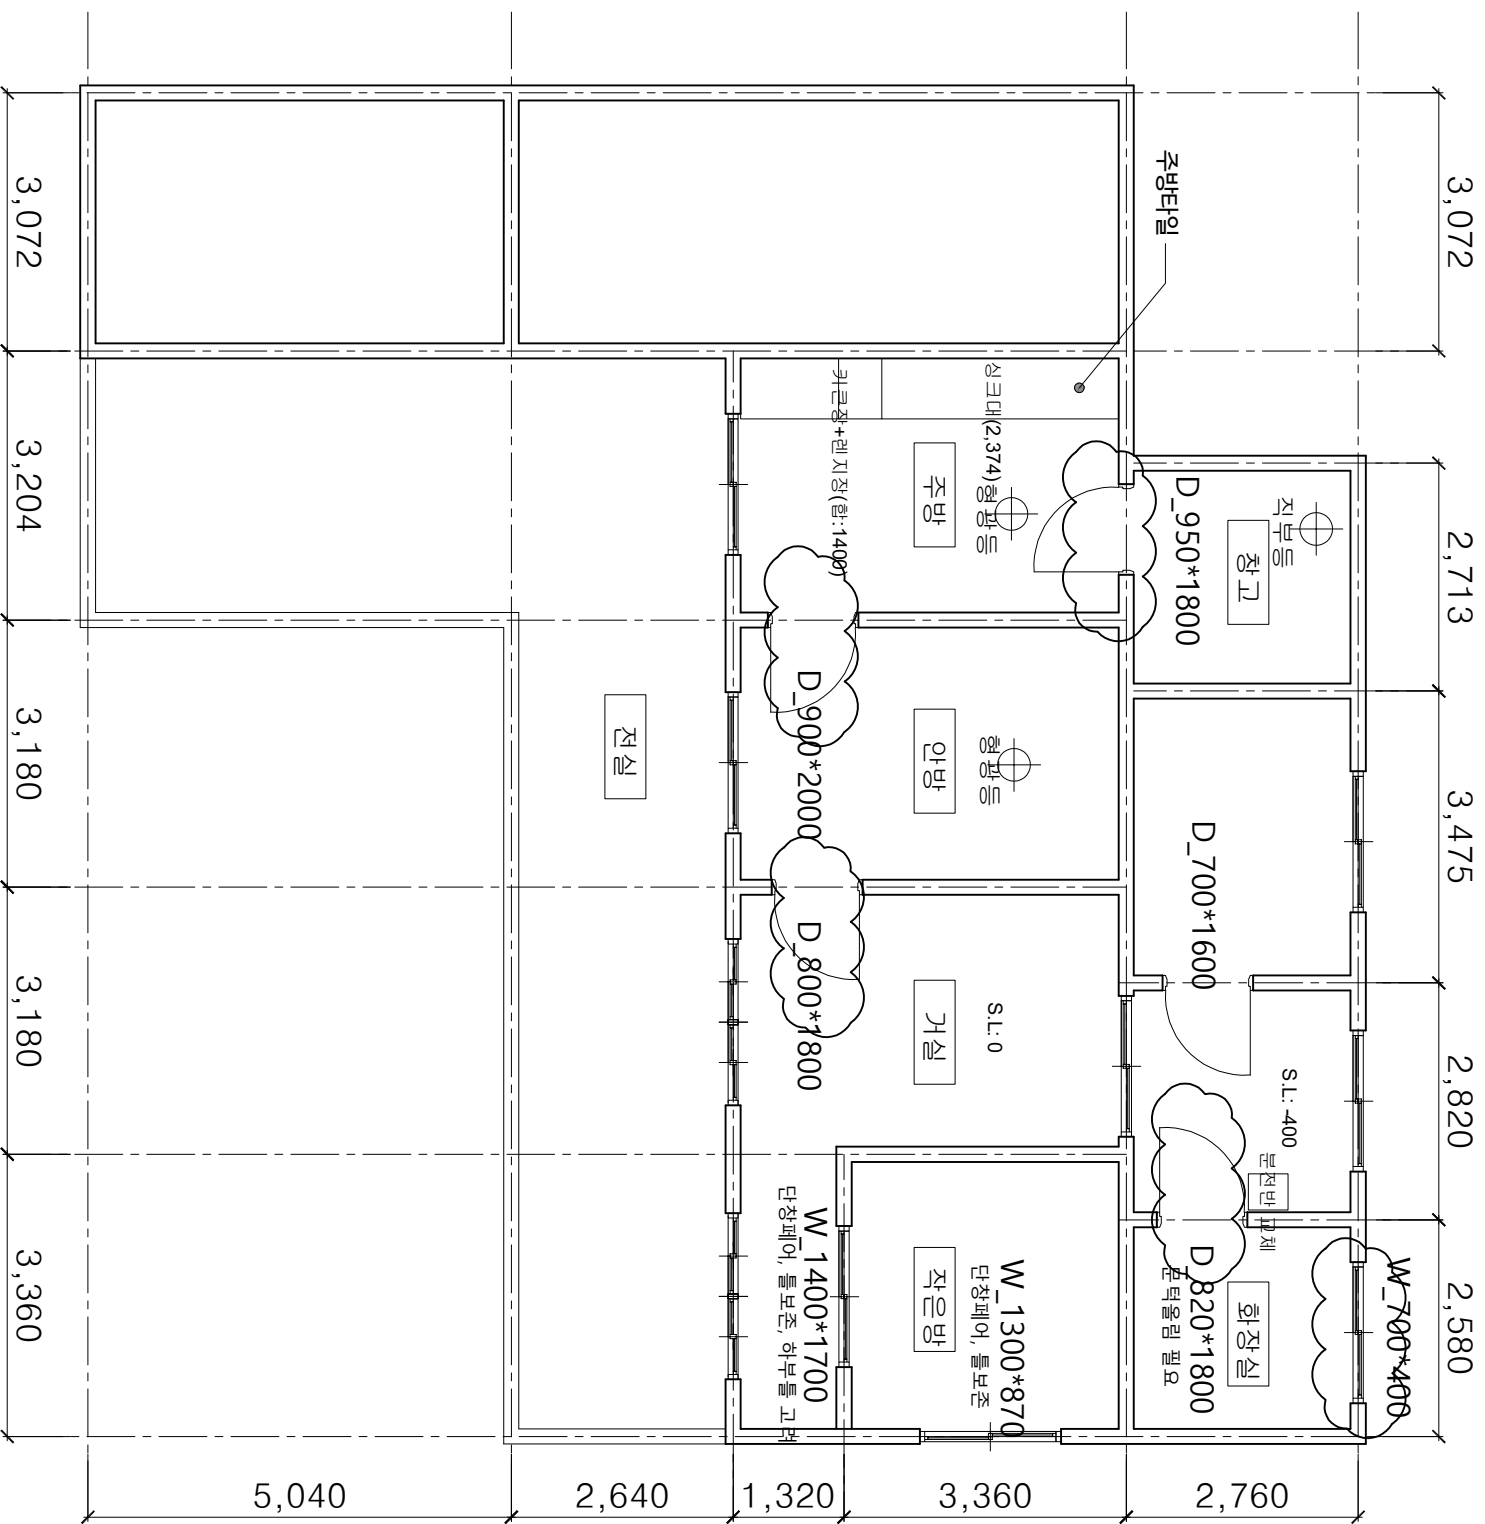 3,072
2,713
3,475
2,820
2,580
주방타일
직부등
창고
D_950*1800
D_700*1600
S.L: -400
분전반 교체
W_700*400
화장실
D_820*1800
문턱올림 필요
싱크대(2,374)
형광등
주방
키큰장+렌지장(합:1400)
형광등
안방
D_900*2000
S.L: 0
거실
D_800*1800
W_1300*870
단창페어, 틀보존
작은방
W_1400*1700
단창페어, 틀보존, 하부틀 고려
전실
3,072
3,204
3,180
3,180
3,360
5,040
2,640
1,320
3,360
2,760